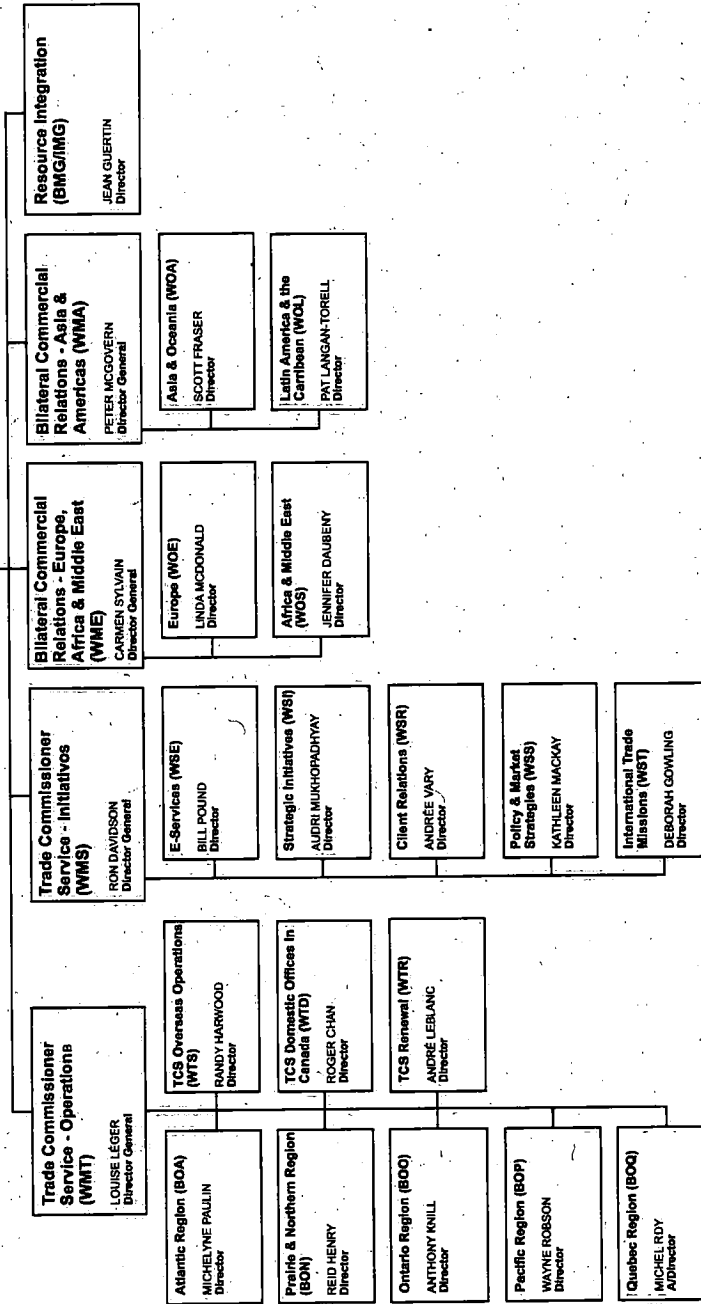 Trade Commissioner
Service - Operations
(WMT)
LOUISE LÉGER
Director General
Atlantic Region (BOA)
MICHELYNE PAULIN
Director
Prairie & Northern Region
(BON)
REID HENRY
Director
Ontario Region (BOO)
ANTHONY KNILL
Director
Pacific Region (BOP)
WAYNE ROBSON
Director
Quebec Region (BOQ)
MICHEL RDY
A/Director
TCS Overseas Operations
(WTS)
RANDY HARWOOD
Director
TCS Domestic Offices In
Canada (WTD)
ROGER CHAN
Director
TCS Renewal (WTR)
ANDRÉ LEBLANC
Director
Trade Commissioner
Service - Initiativos
(WMS)
RON DAVIDSON
Director General
E-Services (WSE)
BILL POUND
Director
Strategic Initiatives (WSI)
AUDRI MUKHOPADHYAY
Director
Client Relations (WSR)
ANDRÉE VARY
Director
Policy & Market
Strategies (WSS)
KATHLEEN MACKAY
Director
International Trade
Missions (WST)
DEBORAH GOWLING
Director
Bilateral Commercial
Relations - Europe,
Africa & Middle East
(WME)
CARMEN SYLVAIN
Director General
Europe (WOE)
LINDA MCDONALD
Director
Africa & Middle East
(WOS)
JENNIFER DAUBENY
Director
Bilateral Commercial
Relations - Asia &
Americas (WMA)
PETER MCGOVERN
Director General
Asia & Oceania (WOA)
SCOTT FRASER
Director
Latin America & the
Carribean (WOL)
PAT LANGAN-TORELL
Director
Resource Integration
(BMG/IMG)
JEAN GUERTIN
Director